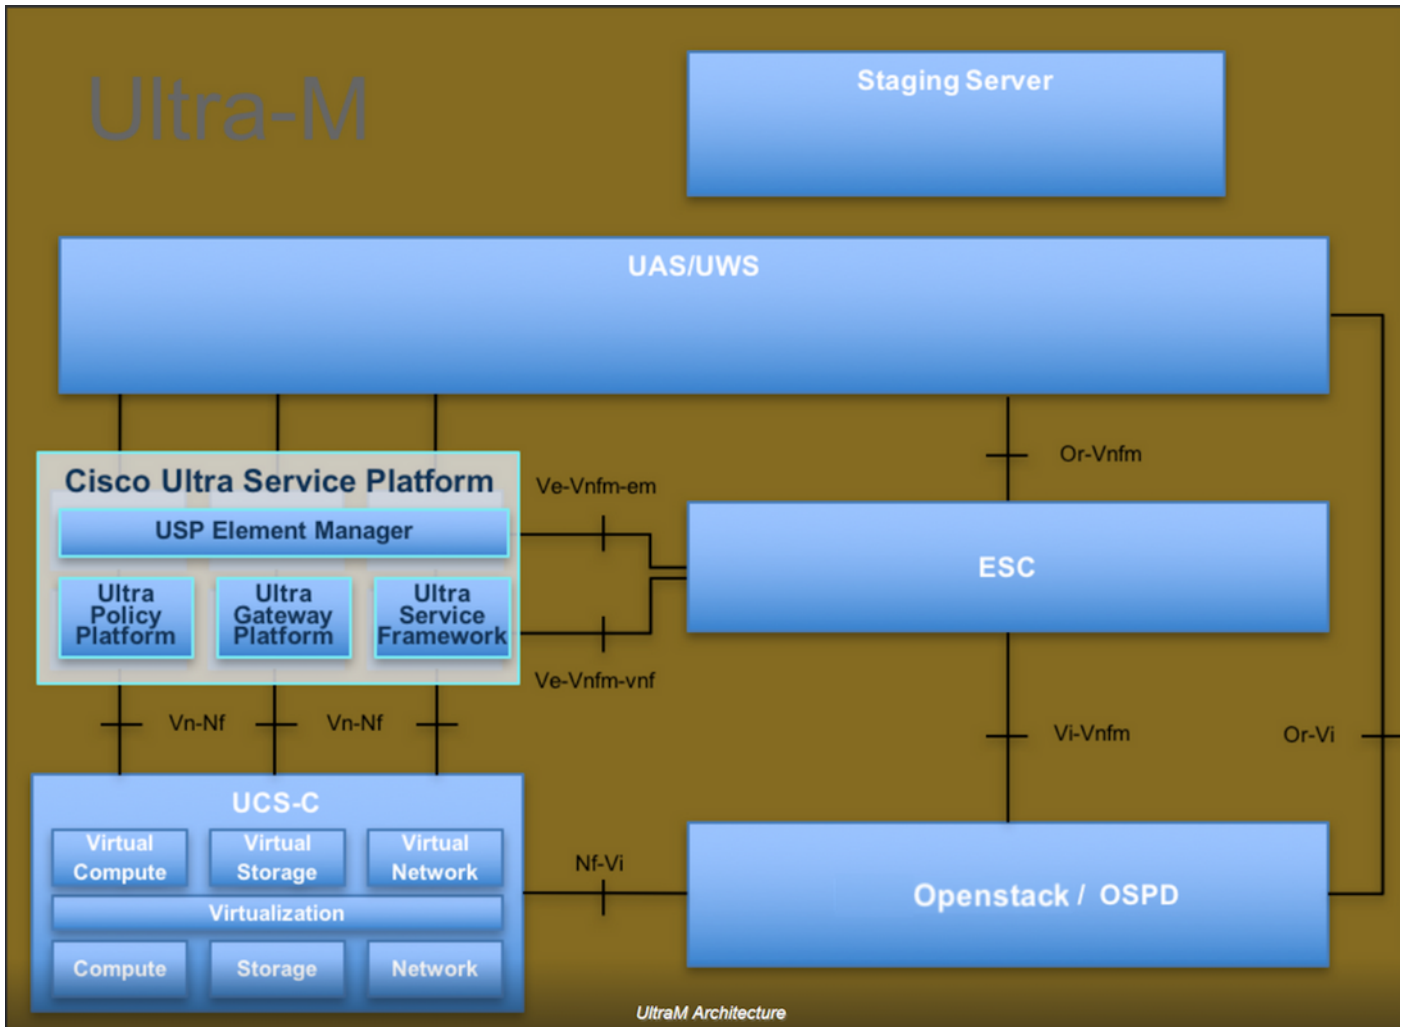 Ultra-M
Staging Server
UAS/UWS
Or-Vnfm
Cisco Ultra Service Platform
Ve-Vnfm-em
USP Element Manager
ESC
Ultra
Policy
Platform
Ultra
Gateway
Platform
Ultra
Service
Framework
Ve-Vnfm-vnf
Vn-Nf
Vn-Nf
Vi-Vnfm
Or-Vi
UCS-C
Virtual
Compute
Virtual
Storage
Virtual
Network
Nf-Vi
Openstack / OSPD
Virtualization
Compute
Storage
Network
UltraM Architecture